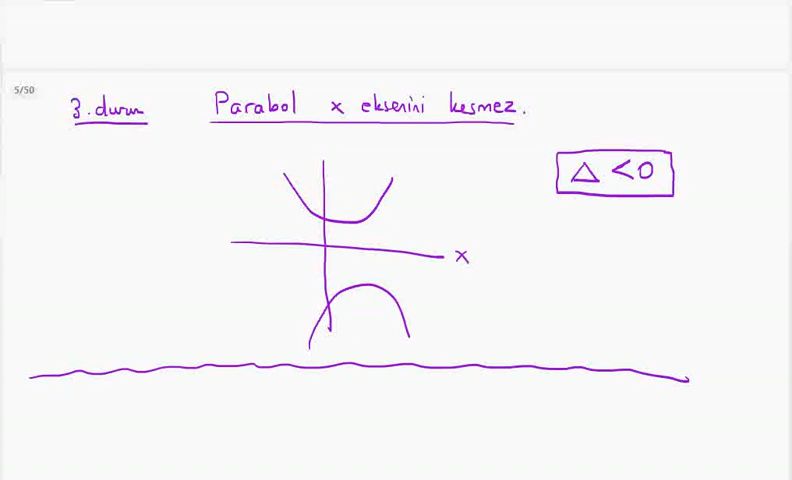 5/50
3. durum Parabol x eksenini kesmez.
Δ < 0
x